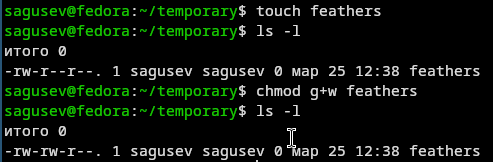 sagusev@fedora:~/temporary$ touch feathers
sagusev@fedora:~/temporary$ ls -l
итого 0
-rw-r--r--. 1 sagusev sagusev 0 мар 25 12:38 feathers
sagusev@fedora:~/temporary$ chmod g+w feathers
sagusev@fedora:~/temporary$ ls -l
итого 0
-rw-rw-r--. 1 sagusev sagusev 0 мар 25 12:38 feathers